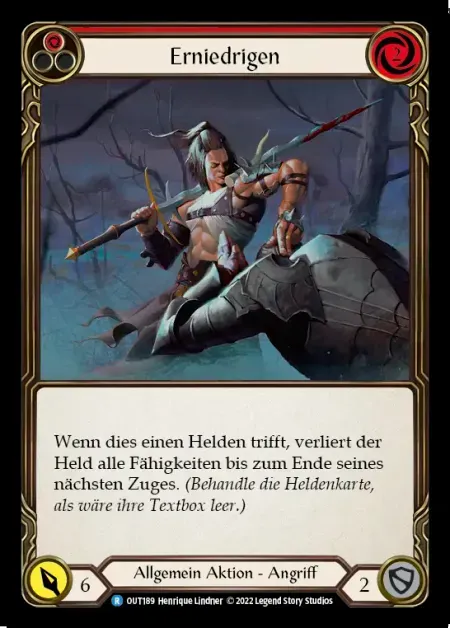 Erniedrigen
2
Wenn dies einen Helden trifft, verliert der
Held alle Fähigkeiten bis zum Ende seines
nächsten Zuges. (Behandle die Heldenkarte,
als wäre ihre Textbox leer.)
6
Allgemein Aktion - Angriff
2
R OUT189 Henrique Lindner © 2022 Legend Story Studios